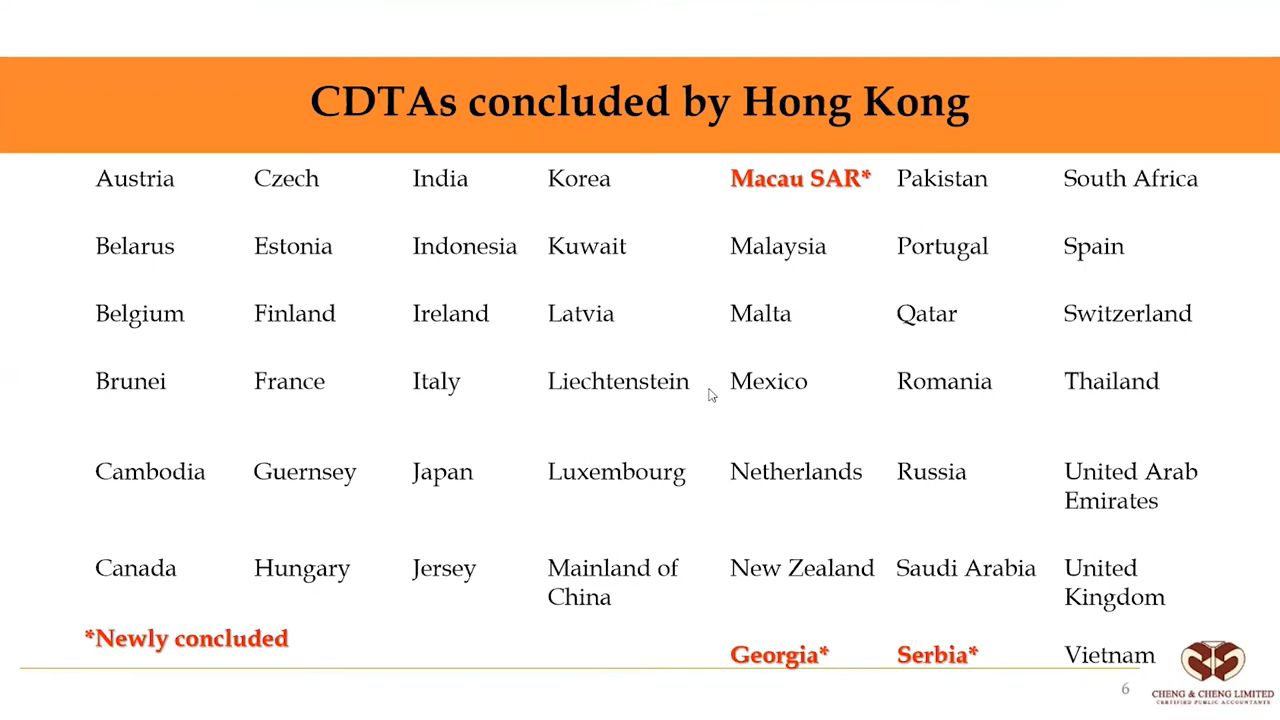 CDTAs concluded by Hong Kong
Austria Czech India Korea Macau SAR* Pakistan South Africa
Belarus Estonia Indonesia Kuwait Malaysia Portugal Spain
Belgium Finland Ireland Latvia Malta Qatar Switzerland
Brunei France Italy Liechtenstein Mexico Romania Thailand
Cambodia Guernsey Japan Luxembourg Netherlands Russia United Arab
Emirates
Canada Hungary Jersey Mainland of New Zealand Saudi Arabia United
China Kingdom
*Newly concluded
Georgia* Serbia* Vietnam
6
CHENG & CHENG LIMITED
CERTIFIED PUBLIC ACCOUNTANTS